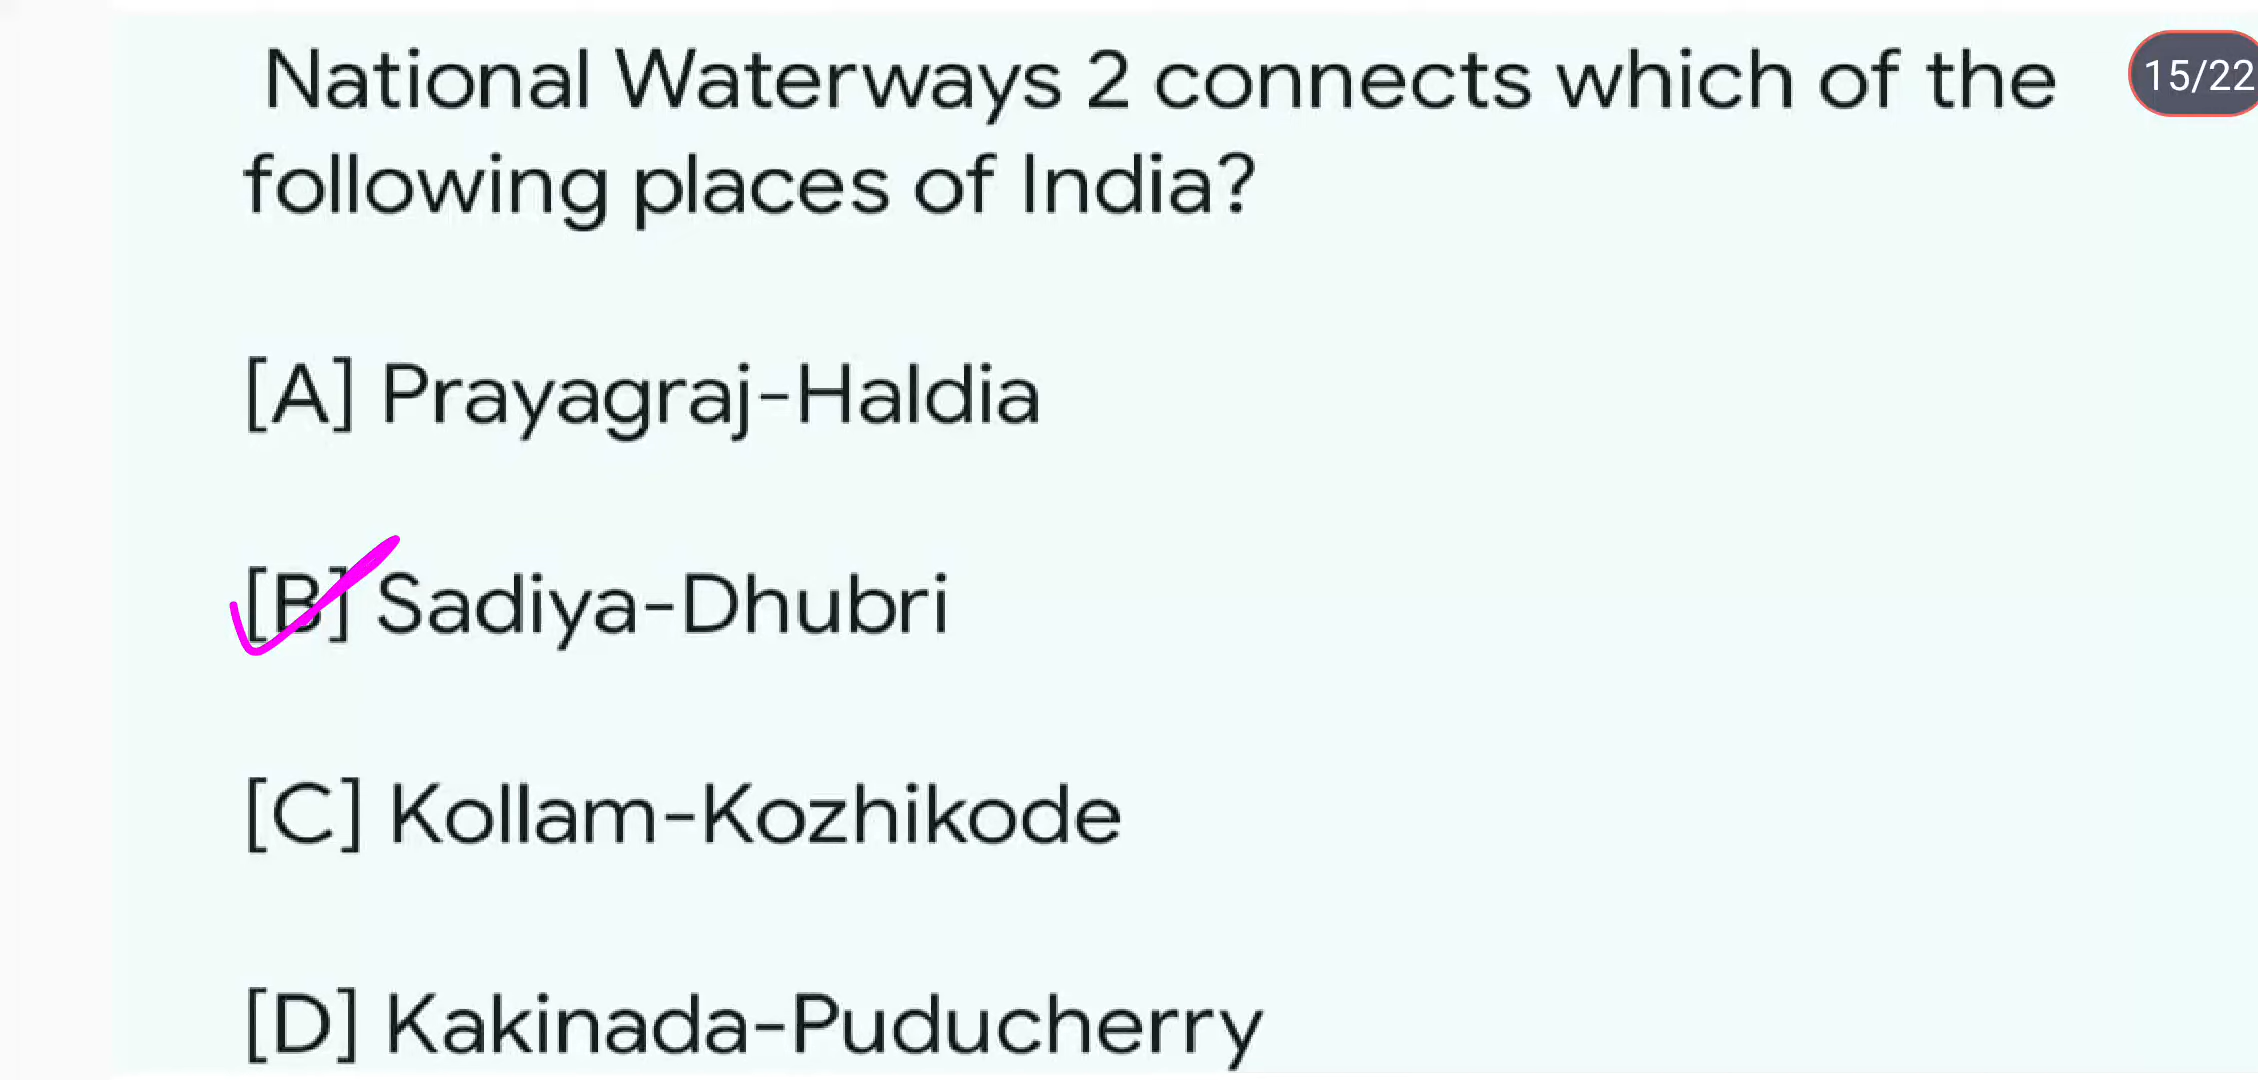 National Waterways 2 connects which of the
15/22
following places of India?
[A] Prayagraj-Haldia
[B] Sadiya-Dhubri
[C] Kollam-Kozhikode
[D] Kakinada-Puducherry